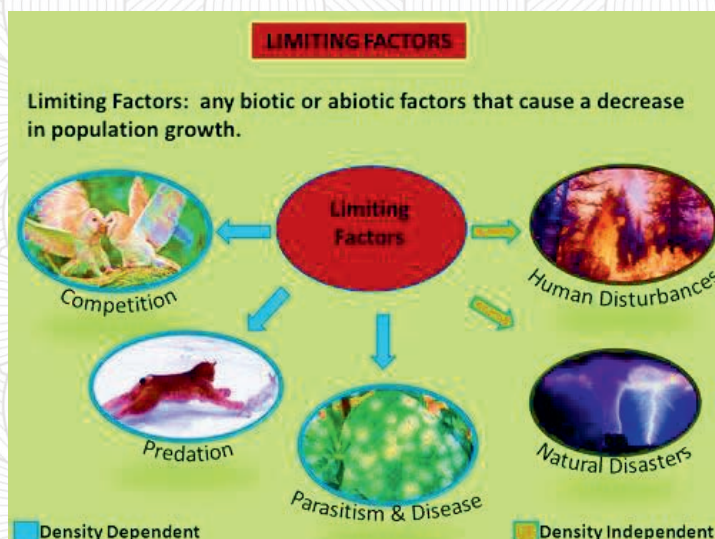 LIMITING FACTORS
Limiting Factors: any biotic or abiotic factors that cause a decrease
in population growth.
Limiting
Factors
Competition
Human Disturbances
Predation
Parasitism & Disease
Natural Disasters
Density Dependent
Density Independent